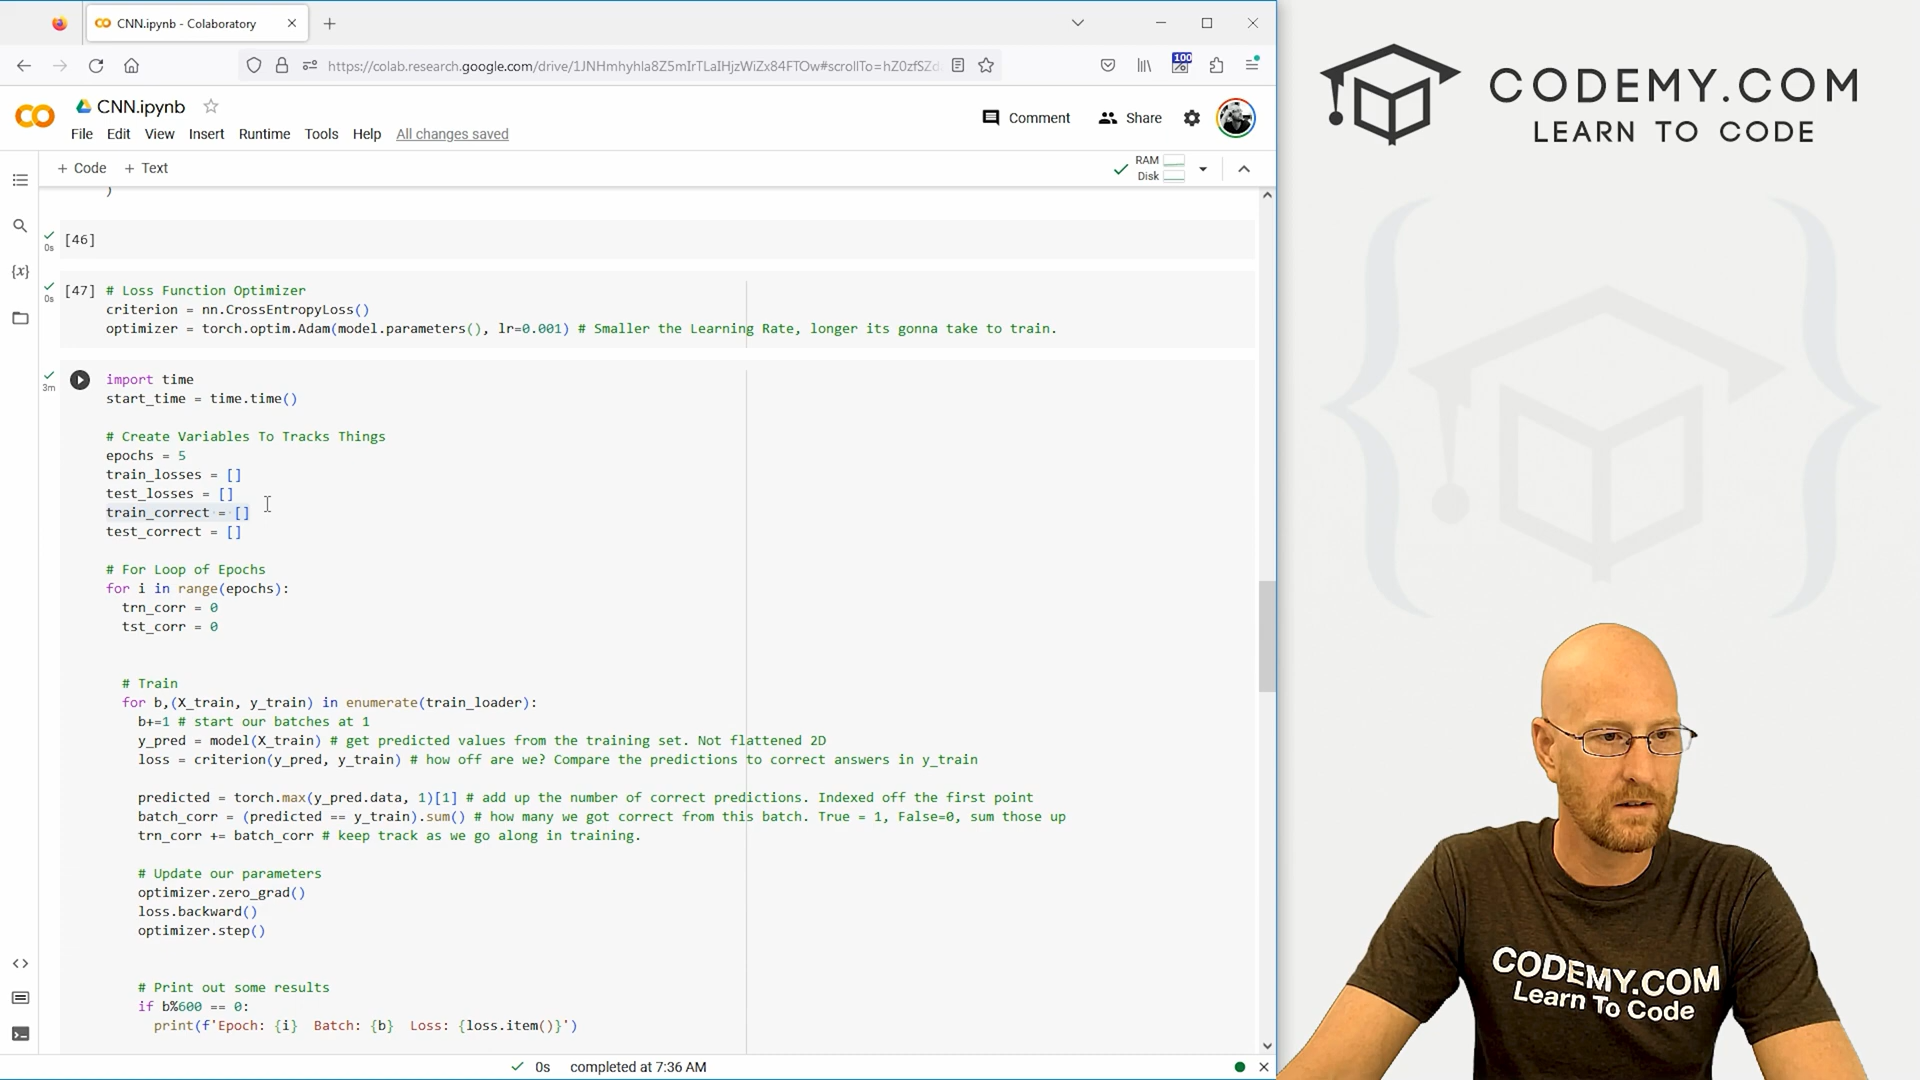 CNN.ipynb - Colaboratory
https://colab.research.google.com/drive/1JNHmhyhla8Z5mIrTLaIHjzWiZx84FTOw#scrollTo=hZ0zfSZd
100
%
CNN.ipynb
Comment
Share
File Edit View Insert Runtime Tools Help All changes saved
+ Code + Text
RAM
Disk
)
0s
[46]
0s
[47] # Loss Function Optimizer
criterion = nn.CrossEntropyLoss()
optimizer = torch.optim.Adam(model.parameters(), lr=0.001) # Smaller the Learning Rate, longer its gonna take to train.
3m
import time
start_time = time.time()
# Create Variables To Tracks Things
epochs = 5
train_losses = []
test_losses = []
train_correct = []
test_correct = []
# For Loop of Epochs
for i in range(epochs):
trn_corr = 0
tst_corr = 0
# Train
for b,(X_train, y_train) in enumerate(train_loader):
b+=1 # start our batches at 1
y_pred = model(X_train) # get predicted values from the training set. Not flattened 2D
loss = criterion(y_pred, y_train) # how off are we? Compare the predictions to correct answers in y_train
predicted = torch.max(y_pred.data, 1)[1] # add up the number of correct predictions. Indexed off the first point
batch_corr = (predicted == y_train).sum() # how many we got correct from this batch. True = 1, False=0, sum those up
trn_corr += batch_corr # keep track as we go along in training.
# Update our parameters
optimizer.zero_grad()
loss.backward()
optimizer.step()
# Print out some results
if b%600 == 0:
print(f'Epoch: {i} Batch: {b} Loss: {loss.item()}')
0s completed at 7:36 AM
CODEMY.COM
LEARN TO CODE
CODEMY.COM
Learn To Code